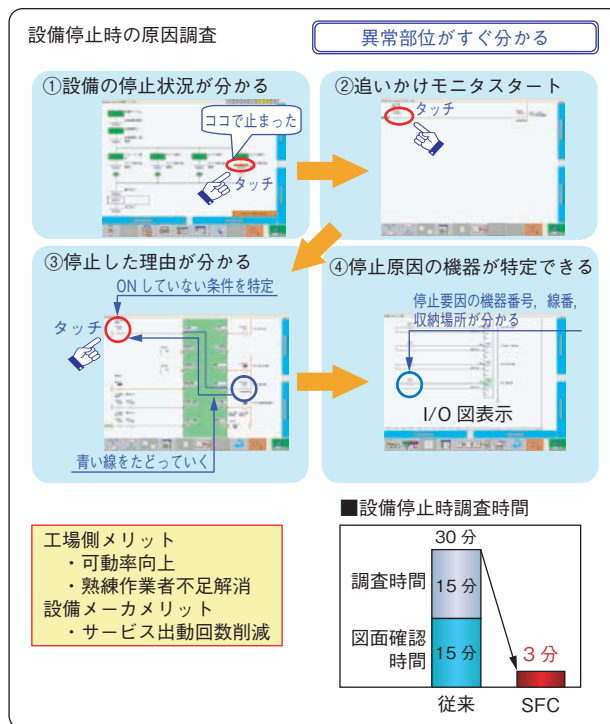 設備停止時の原因調査
異常部位がすぐ分かる
①設備の停止状況が分かる
ココで止まった
タッチ
②追いかけモニタスタート
タッチ
③停止した理由が分かる
ONしていない条件を特定
タッチ
青い線をたどっていく
④停止原因の機器が特定できる
停止要因の機器番号，線番，
収納場所が分かる
I/O 図表示
工場側メリット
・可動率向上
・熟練作業者不足解消
設備メーカメリット
・サービス出動回数削減
■設備停止時調査時間
30 分
調査時間
15 分
図面確認
時間
15 分
3 分
従来
SFC